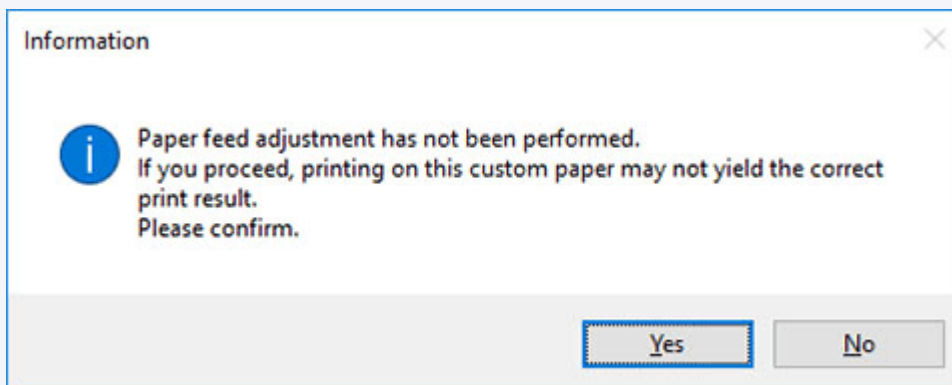 Information
Paper feed adjustment has not been performed.
If you proceed, printing on this custom paper may not yield the correct
print result.
Please confirm.
Yes
No